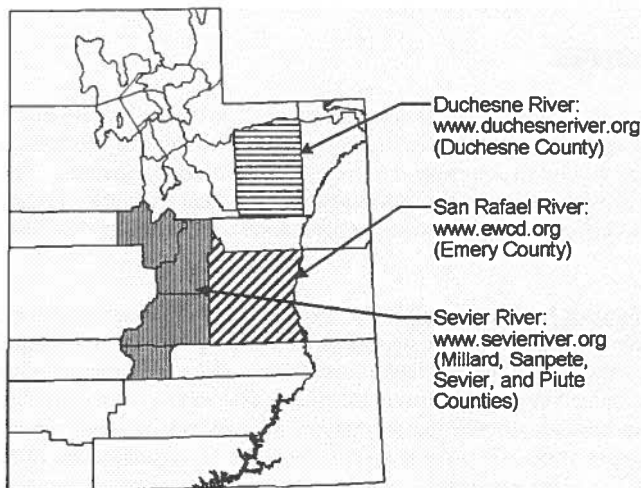 Duchesne River:
www.duchesneriver.org
(Duchesne County)
San Rafael River:
www.ewcd.org
(Emery County)
Sevier River:
www.sevierriver.org
(Millard, Sanpete,
Sevier, and Piute
Counties)